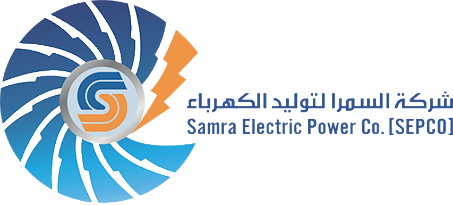 شركة السمرا لتوليد الكهرباء
Samra Electric Power Co. [SEPCO]